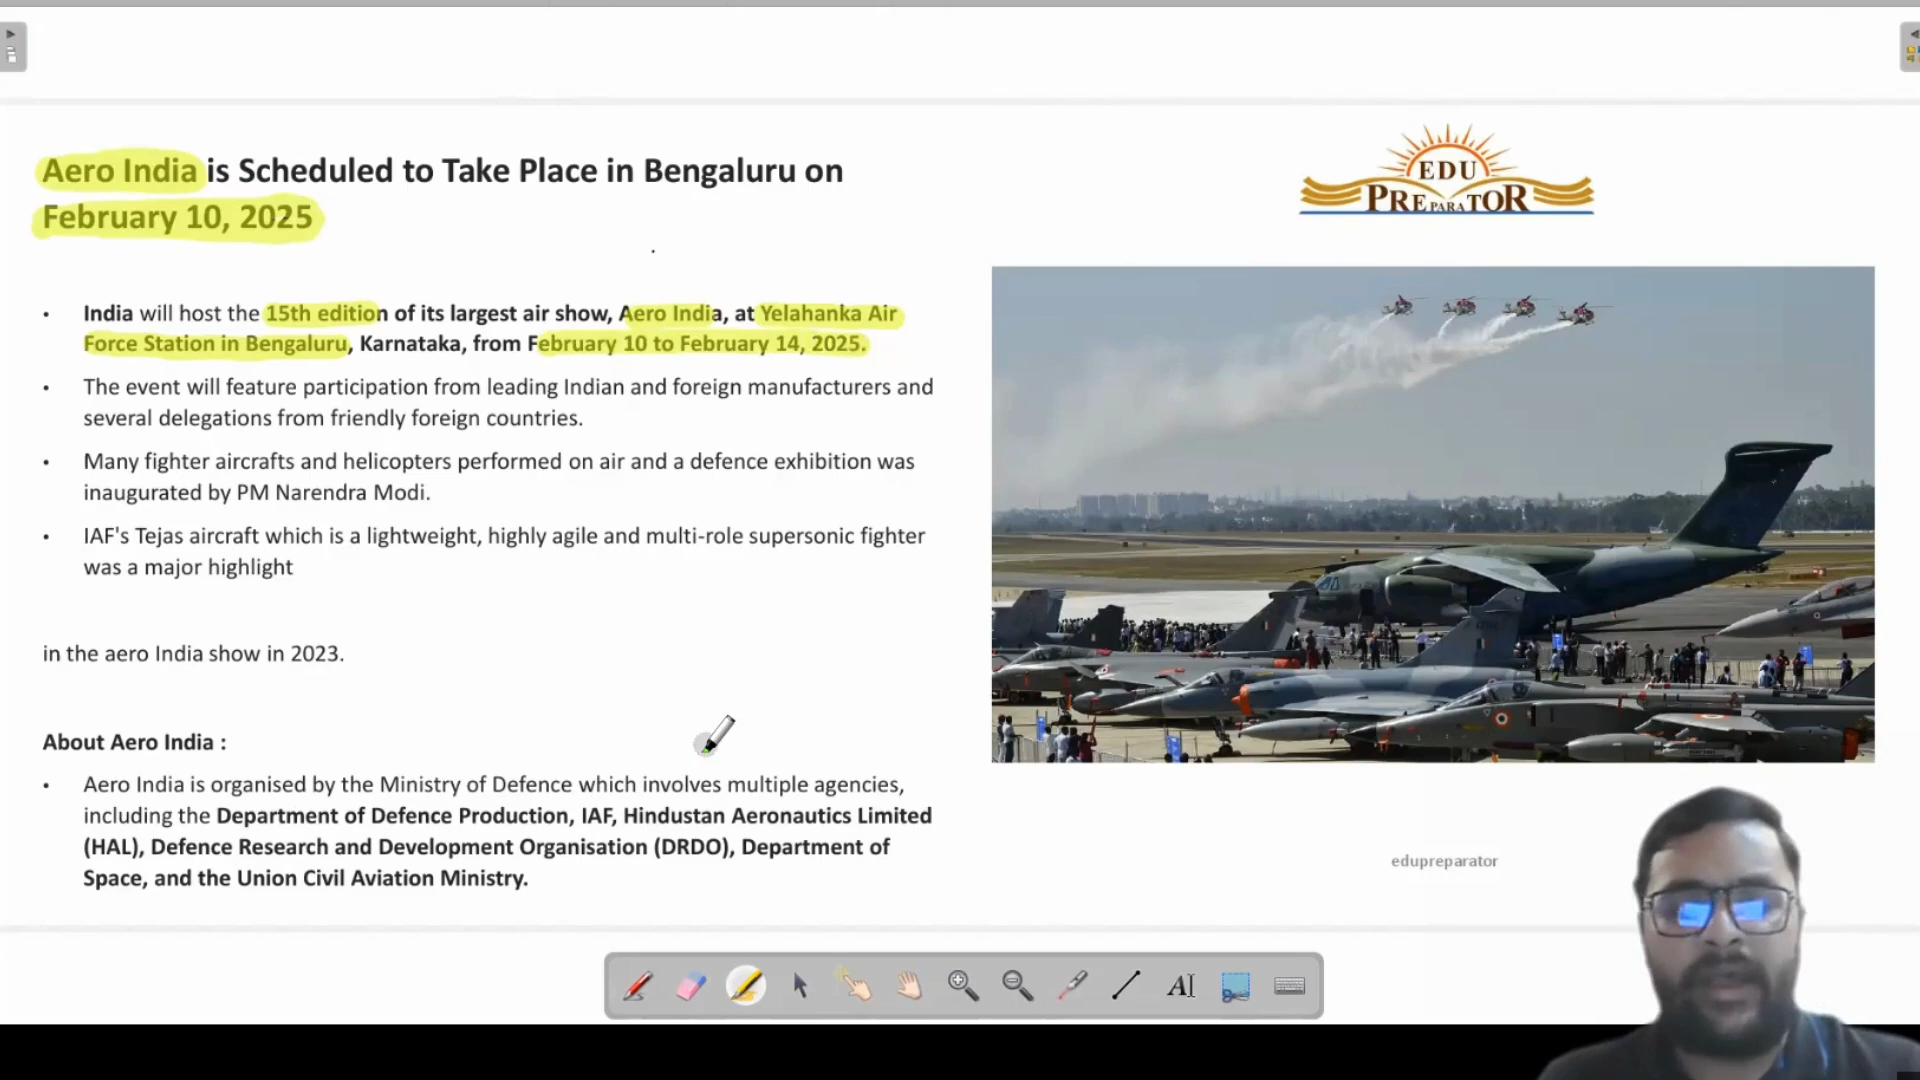 Aero India is Scheduled to Take Place in Bengaluru on
February 10, 2025
EDU
PREPARATOR
• India will host the 15th edition of its largest air show, Aero India, at Yelahanka Air
Force Station in Bengaluru, Karnataka, from February 10 to February 14, 2025.
• The event will feature participation from leading Indian and foreign manufacturers and
several delegations from friendly foreign countries.
• Many fighter aircrafts and helicopters performed on air and a defence exhibition was
inaugurated by PM Narendra Modi.
• IAF's Tejas aircraft which is a lightweight, highly agile and multi-role supersonic fighter
was a major highlight
in the aero India show in 2023.
About Aero India :
• Aero India is organised by the Ministry of Defence which involves multiple agencies,
including the Department of Defence Production, IAF, Hindustan Aeronautics Limited
(HAL), Defence Research and Development Organisation (DRDO), Department of
Space, and the Union Civil Aviation Ministry.
edupreparator
AI